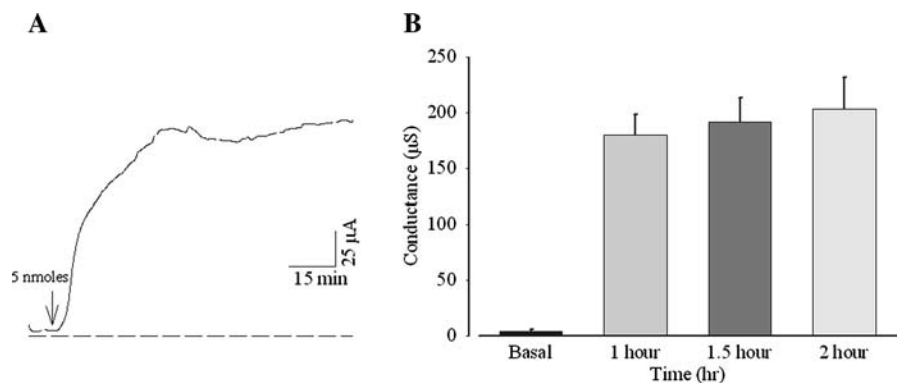 A
5 nmoles
15 min
25 µA
B
Conductance (µS)
250
200
150
100
50
0
Basal
1 hour
1.5 hour
2 hour
Time (hr)